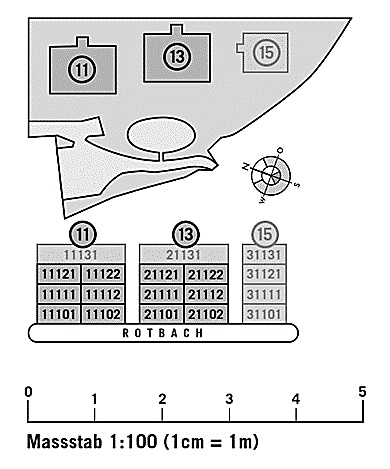 11
13
15
N
O
S
W
11 13 15
11131 21131 31131
11121 11122 21121 21122 31121
11111 11112 21111 21112 31111
11101 11102 21101 21102 31101
ROTBACH
0 1 2 3 4 5
Massstab 1:100 (1cm = 1m)